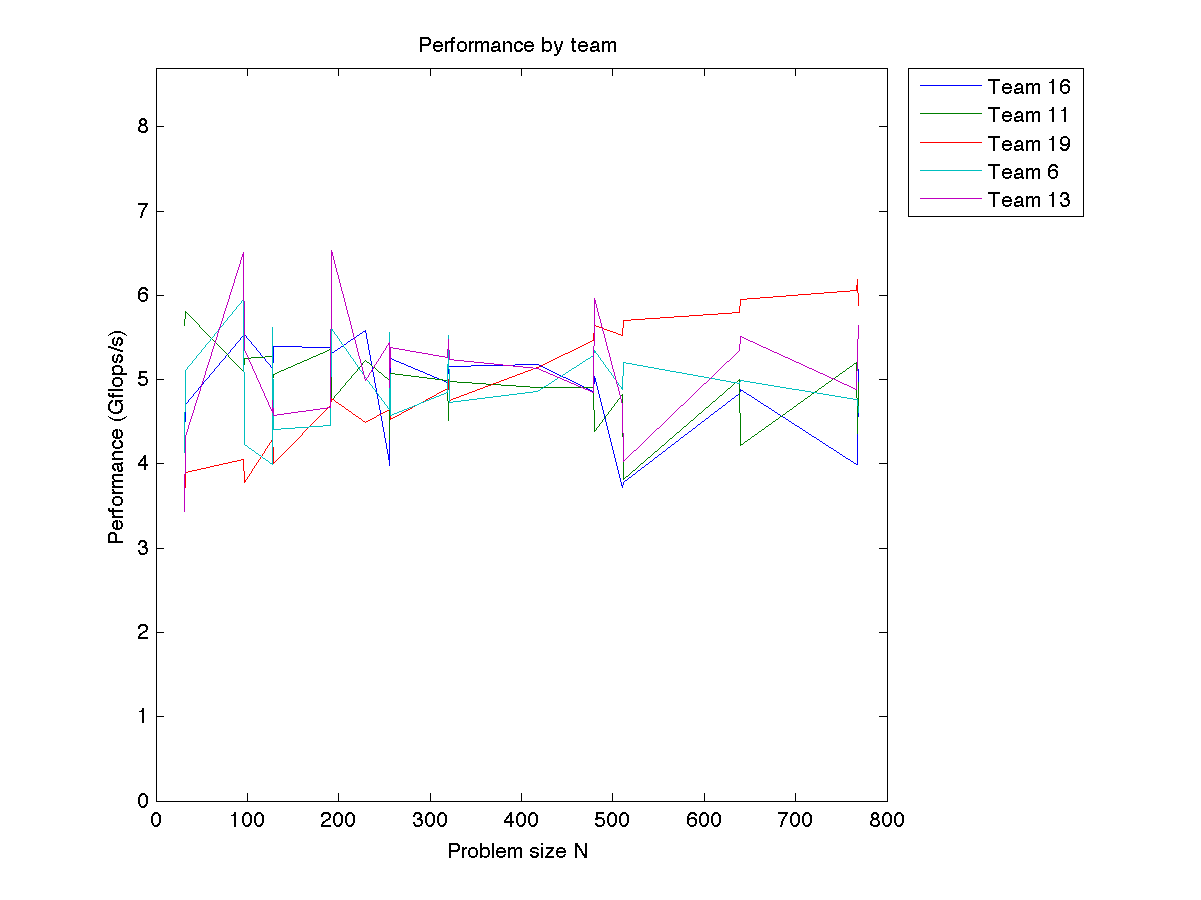 Performance by team
Team 16
Team 11
Team 19
Team 6
Team 13
Performance (Gflops/s)
8
7
6
5
4
3
2
1
0
0 100 200 300 400 500 600 700 800
Problem size N